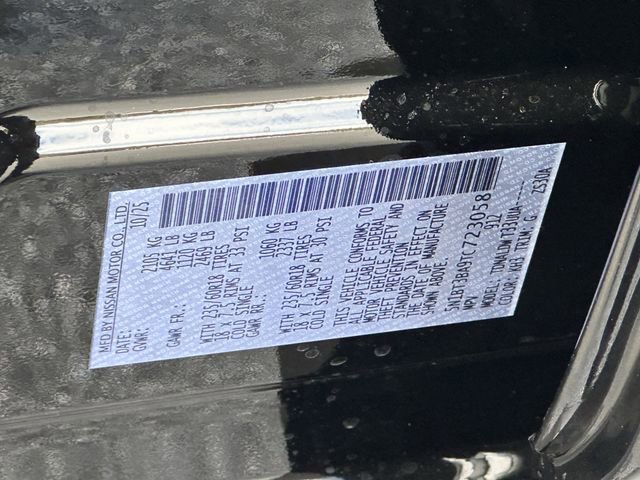 MFD BY NISSAN MOTOR CO., LTD.
DATE: 10/25
GVWR: 2105 KG
4641 LB
GAWR FR.: 1120 KG
2469 LB
WITH 235/60R18 TIRES
18 X 7.5 RIMS AT 33 PSI
COLD SINGLE
GAWR RR.: 1060 KG
2337 LB
WITH 235/60R18 TIRES
18 X 7.5 RIMS AT 30 PSI
COLD SINGLE
THIS VEHICLE CONFORMS TO
ALL APPLICABLE FEDERAL
MOTOR VEHICLE SAFETY AND
THEFT PREVENTION
STANDARDS IN EFFECT ON
THE DATE OF MANUFACTURE
SHOWN ABOVE.
MPV 912
MODEL:
COLOR: KH3 TRIM G Z530A